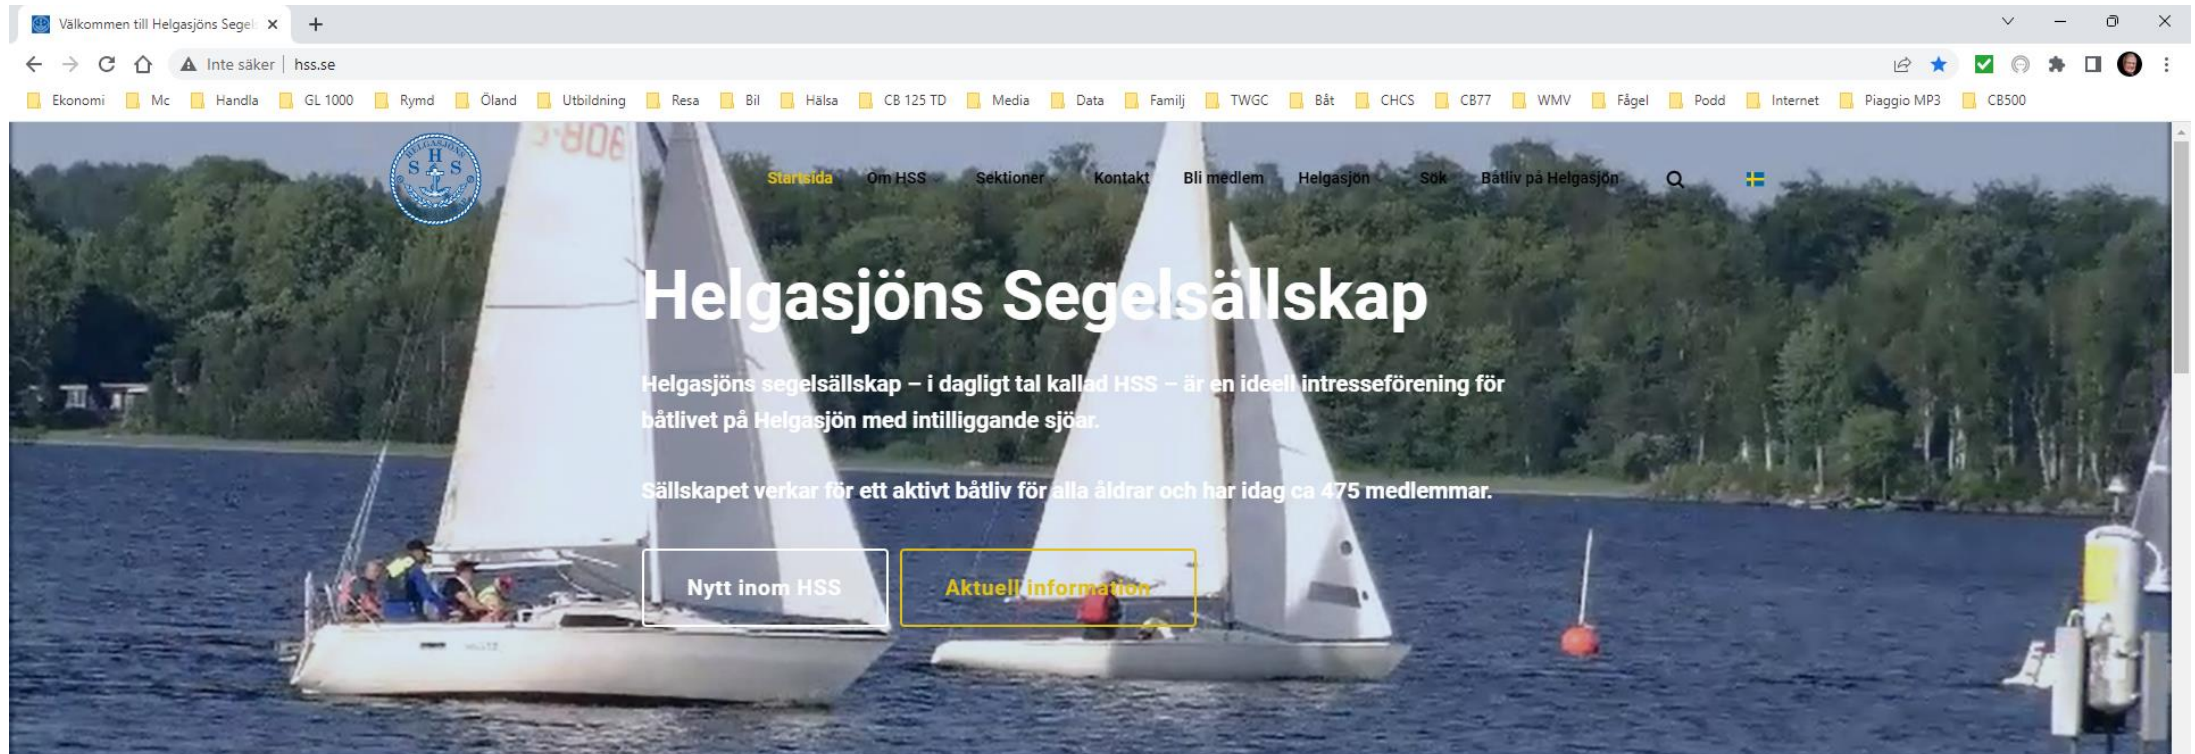 Välkommen till Helgasjöns Segel
Inte säker | hss.se
Ekonomi Mc Handla GL 1000 Rymd Öland Utbildning Resa Bil Hälsa CB 125 TD Media Data Familj TWGC Båt CHCS CB77 WMV Fågel Podd Internet Piaggio MP3 CB500
HELGASJÖNS
S H S
Startsida Om HSS Sektioner Kontakt Bli medlem Helgasjön Sök Båtliv på Helgasjön
Helgasjöns Segelsällskap
Helgasjöns segelsällskap – i dagligt tal kallad HSS – är en ideell intresseförening för
båtlivet på Helgasjön med intilliggande sjöar.
Sällskapet verkar för ett aktivt båtliv för alla åldrar och har idag ca 475 medlemmar.
Nytt inom HSS Aktuell information